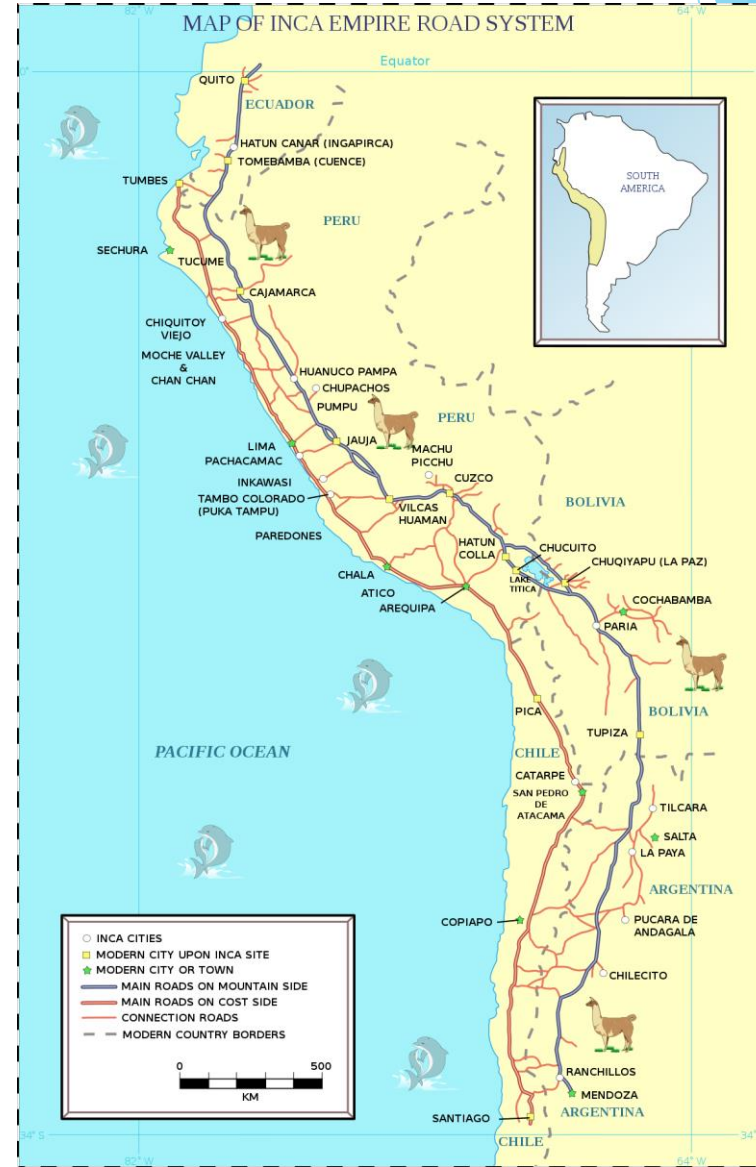 MAP OF INCA EMPIRE ROAD SYSTEM
82° W
64° W
0°
Equator
QUITO
ECUADOR
HATUN CANAR (INGAPIRCA)
TOMEBAMBA (CUENCE)
TUMBES
SOUTH
AMERICA
PERU
SECHURA
TUCUME
CAJAMARCA
CHIQUITOY
VIEJO
MOCHE VALLEY
&
CHAN CHAN
HUANUCO PAMPA
CHUPACHOS
PUMPU
PERU
LIMA
JAUJA
PACHACAMAC
MACHU
PICCHU
CUZCO
INKAWASI
TAMBO COLORADO
(PUKA TAMPU)
VILCAS
HUAMAN
BOLIVIA
PAREDONES
HATUN
COLLA
CHUCUITO
CHUQIYAPU (LA PAZ)
LAKE
TITICA
CHALA
ATICO
AREQUIPA
COCHABAMBA
PARIA
PICA
BOLIVIA
TUPIZA
PACIFIC OCEAN
CHILE
CATARPE
SAN PEDRO
DE
ATACAMA
TILCARA
SALTA
LA PAYA
ARGENTINA
COPIAPO
PUCARA DE
ANDAGALA
CHILECITO
INCA CITIES
MODERN CITY UPON INCA SITE
MODERN CITY OR TOWN
MAIN ROADS ON MOUNTAIN SIDE
MAIN ROADS ON COST SIDE
CONNECTION ROADS
MODERN COUNTRY BORDERS
0 500
KM
RANCHILLOS
MENDOZA
SANTIAGO
ARGENTINA
CHILE
34° S
34°
82° W
64° W